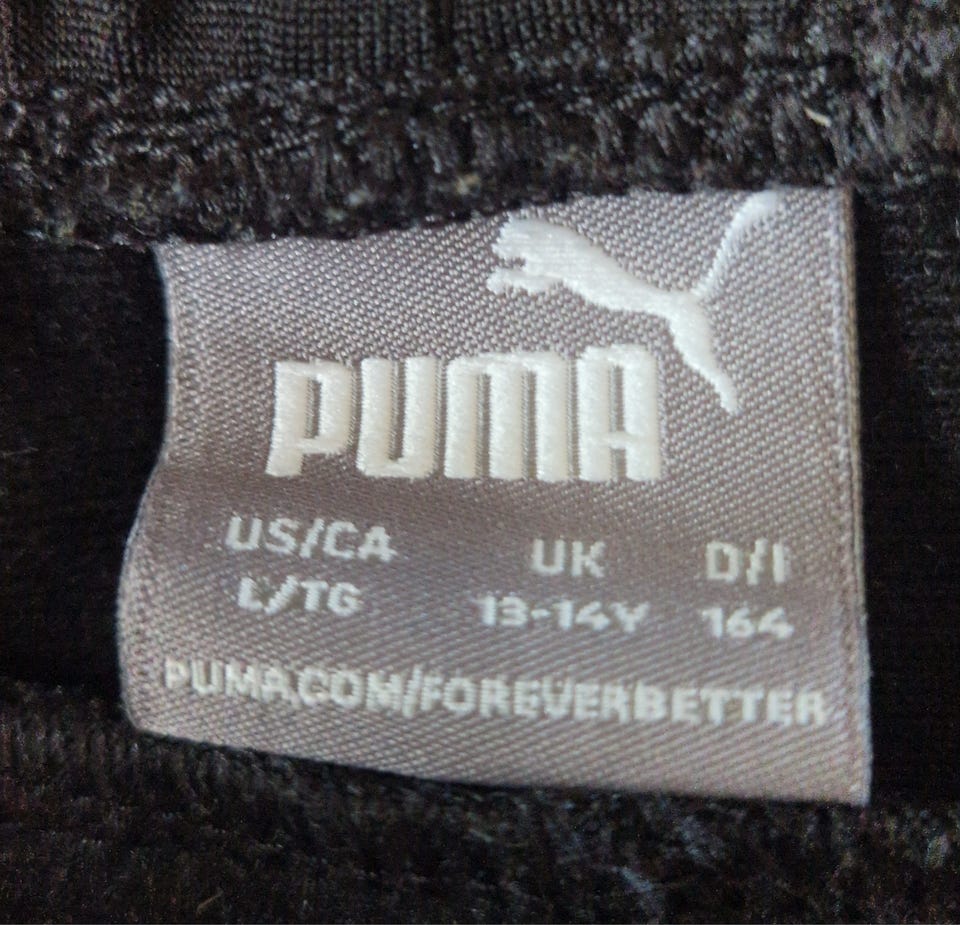 PUMA
US/CA UK D/I
L/TG 13-14Y 164
PUMA.COM/FOREVERBETTER